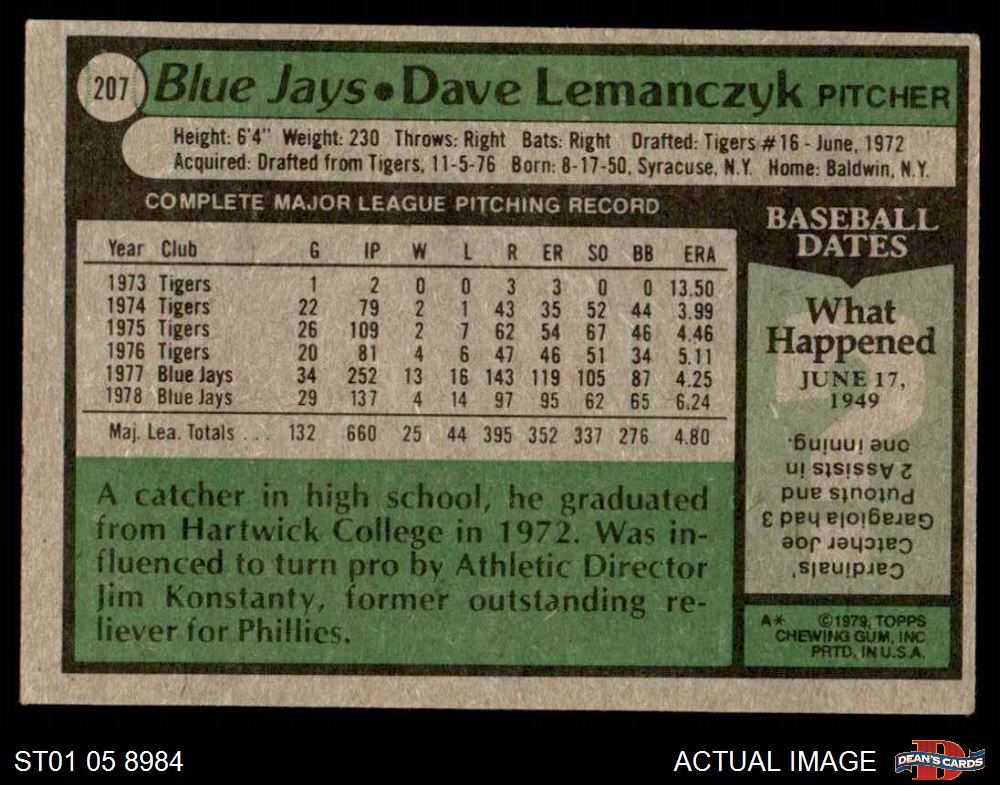 207 Blue Jays • Dave Lemanczyk PITCHER
Height: 6'4" Weight: 230 Throws: Right Bats: Right Drafted: Tigers #16 - June, 1972
Acquired: Drafted from Tigers, 11-5-76 Born: 8-17-50, Syracuse, N.Y. Home: Baldwin, N.Y.
COMPLETE MAJOR LEAGUE PITCHING RECORD
Year Club G IP W L R ER SO BB ERA
1973 Tigers 1 2 0 0 3 3 0 0 13.50
1974 Tigers 22 79 2 1 43 35 52 44 3.99
1975 Tigers 26 109 2 7 62 54 67 46 4.46
1976 Tigers 20 81 4 6 47 46 51 34 5.11
1977 Blue Jays 34 252 13 16 143 119 105 87 4.25
1978 Blue Jays 29 137 4 14 97 95 62 65 6.24
Maj. Lea. Totals ... 132 660 25 44 395 352 337 276 4.80
A catcher in high school, he graduated
from Hartwick College in 1972. Was in-
fluenced to turn pro by Athletic Director
Jim Konstanty, former outstanding re-
liever for Phillies.
BASEBALL
DATES
What
Happened
JUNE 17,
1949
Cardinals'
Catcher Joe
Garagiola had 3
Putouts and
2 Assists in
one inning.
A* ©1979, TOPPS
CHEWING GUM, INC
PRTD. IN U.S.A.
ST01 05 8984
ACTUAL IMAGE
DEAN'S CARDS